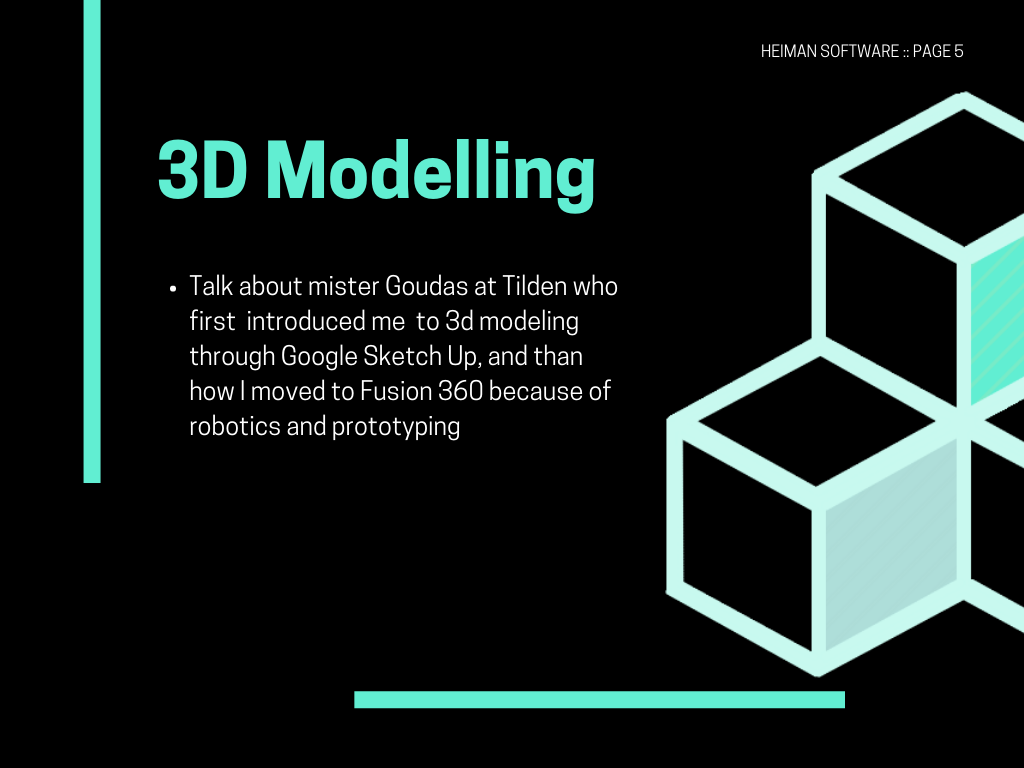 HEIMAN SOFTWARE :: PAGE 5
3D Modelling
• Talk about mister Goudas at Tilden who
first  introduced me  to 3d modeling
through Google Sketch Up, and than
how I moved to Fusion 360 because of
robotics and prototyping